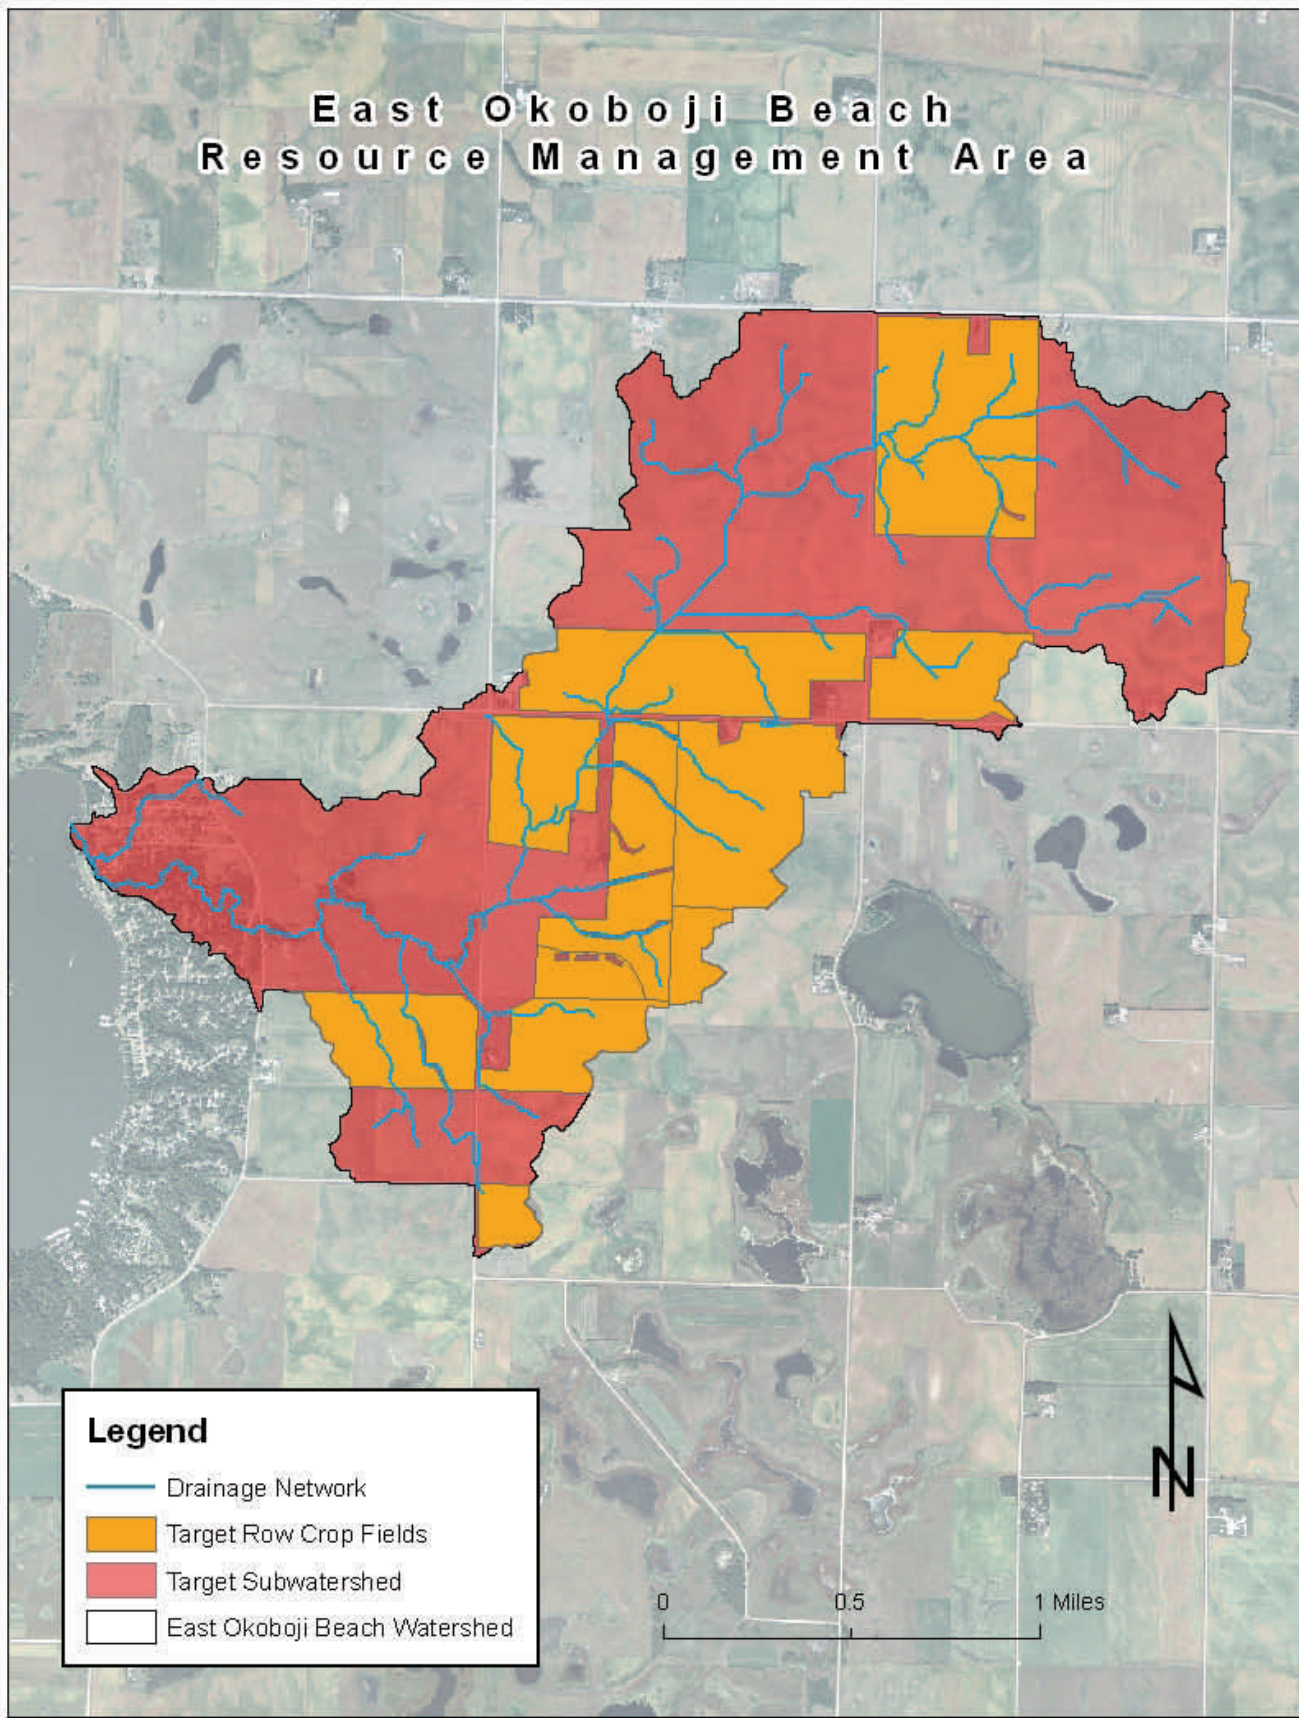 East Okoboji Beach
Resource Management Area
Legend
Drainage Network
Target Row Crop Fields
Target Subwatershed
East Okoboji Beach Watershed
0 0.5 1 Miles
N